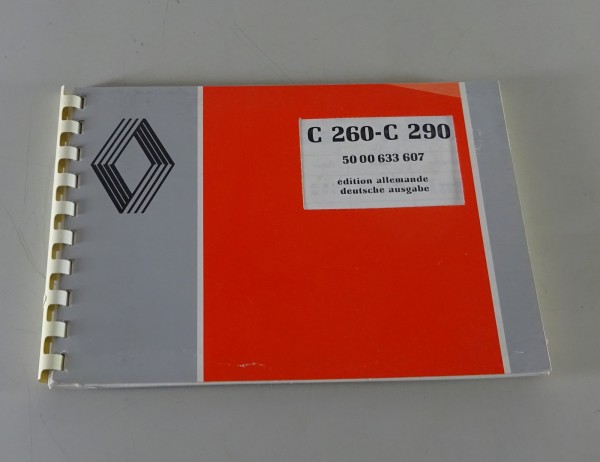 C 260-C 290
50 00 633 607
édition allemande
deutsche ausgabe